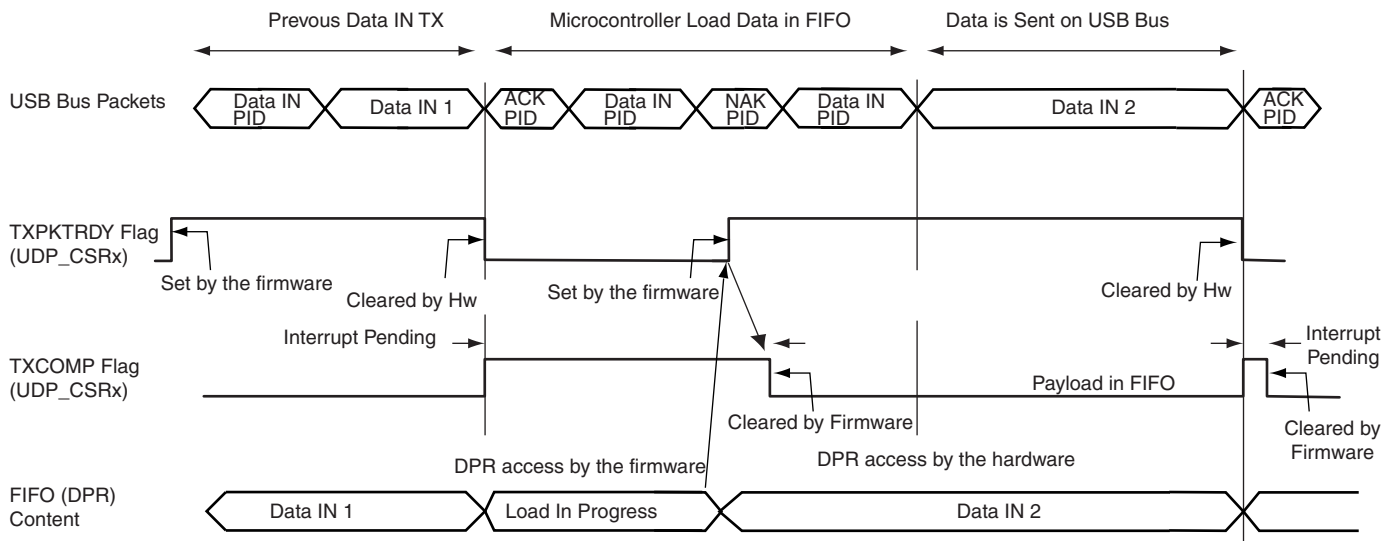 Prevous Data IN TX
Microcontroller Load Data in FIFO
Data is Sent on USB Bus
USB Bus Packets
Data IN
PID
Data IN 1
ACK
PID
Data IN
PID
NAK
PID
Data IN
PID
Data IN 2
ACK
PID
TXPKTRDY Flag
(UDP_CSRx)
Set by the firmware
Cleared by Hw
Set by the firmware
Cleared by Hw
Interrupt Pending
Interrupt
Pending
TXCOMP Flag
(UDP_CSRx)
Payload in FIFO
Cleared by Firmware
Cleared by
Firmware
DPR access by the firmware
DPR access by the hardware
FIFO (DPR)
Content
Data IN 1
Load In Progress
Data IN 2